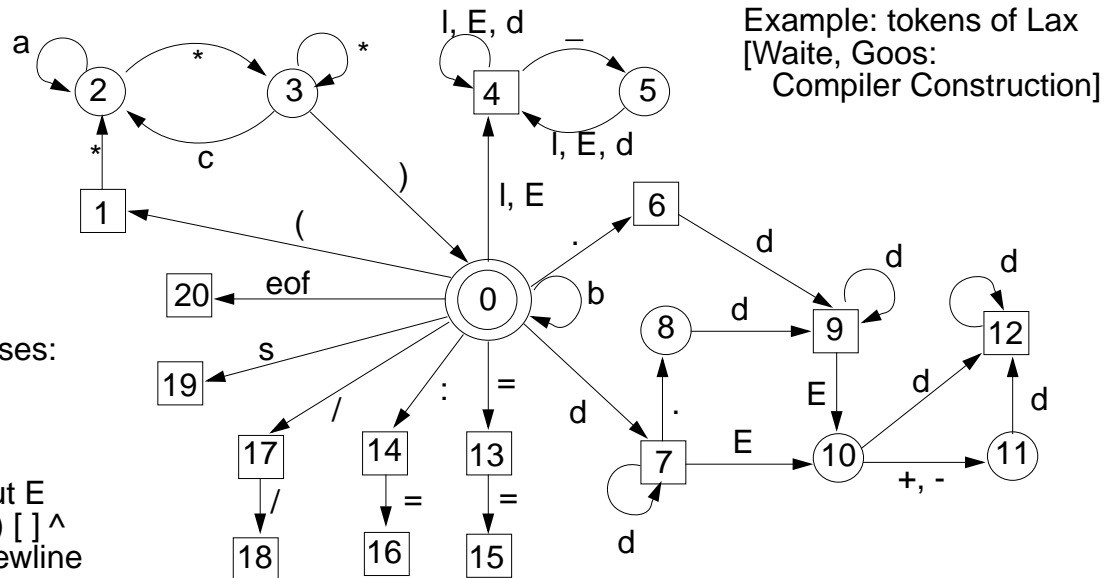 Example: tokens of Lax
[Waite, Goos:
Compiler Construction]
a
2
*
3
*
l, E, d
4
_
5
l, E, d
*
c
)
l, E
1
(
.
6
d
20
eof
0
b
8
d
9
d
12
d
ses:
19
s
/
:
=
d
.
E
d
d
17
14
13
7
E
10
+, -
11
/
=
=
d
18
16
15
ut E
) [ ] ^
ewline